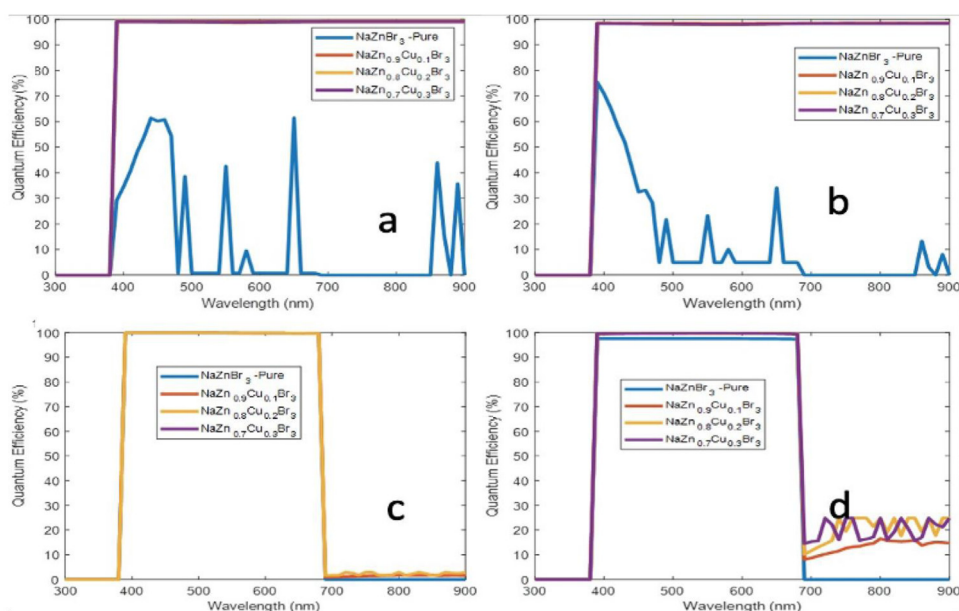 100
90
80
70
60
50
40
30
20
10
0
Quantum Efficiency (%)
NaZnBr3 -Pure
NaZn0.9Cu0.1Br3
NaZn0.8Cu0.2Br3
NaZn0.7Cu0.3Br3
a
300 400 500 600 700 800 900
Wavelength (nm)
100
90
80
70
60
50
40
30
20
10
0
Quantum Efficiency (%)
NaZnBr3 -Pure
NaZn0.9Cu0.1Br3
NaZn0.8Cu0.2Br3
NaZn0.7Cu0.3Br3
b
300 400 500 600 700 800 900
Wavelength (nm)
100
90
80
70
60
50
40
30
20
10
0
Quantum Efficiency (%)
NaZnBr3 -Pure
NaZn0.9Cu0.1Br3
NaZn0.8Cu0.2Br3
NaZn0.7Cu0.3Br3
c
300 400 500 600 700 800 900
Wavelength (nm)
100
90
80
70
60
50
40
30
20
10
0
Quantum Efficiency (%)
NaZnBr3 -Pure
NaZn0.9Cu0.1Br3
NaZn0.8Cu0.2Br3
NaZn0.7Cu0.3Br3
d
300 400 500 600 700 800 900
Wavelength (nm)